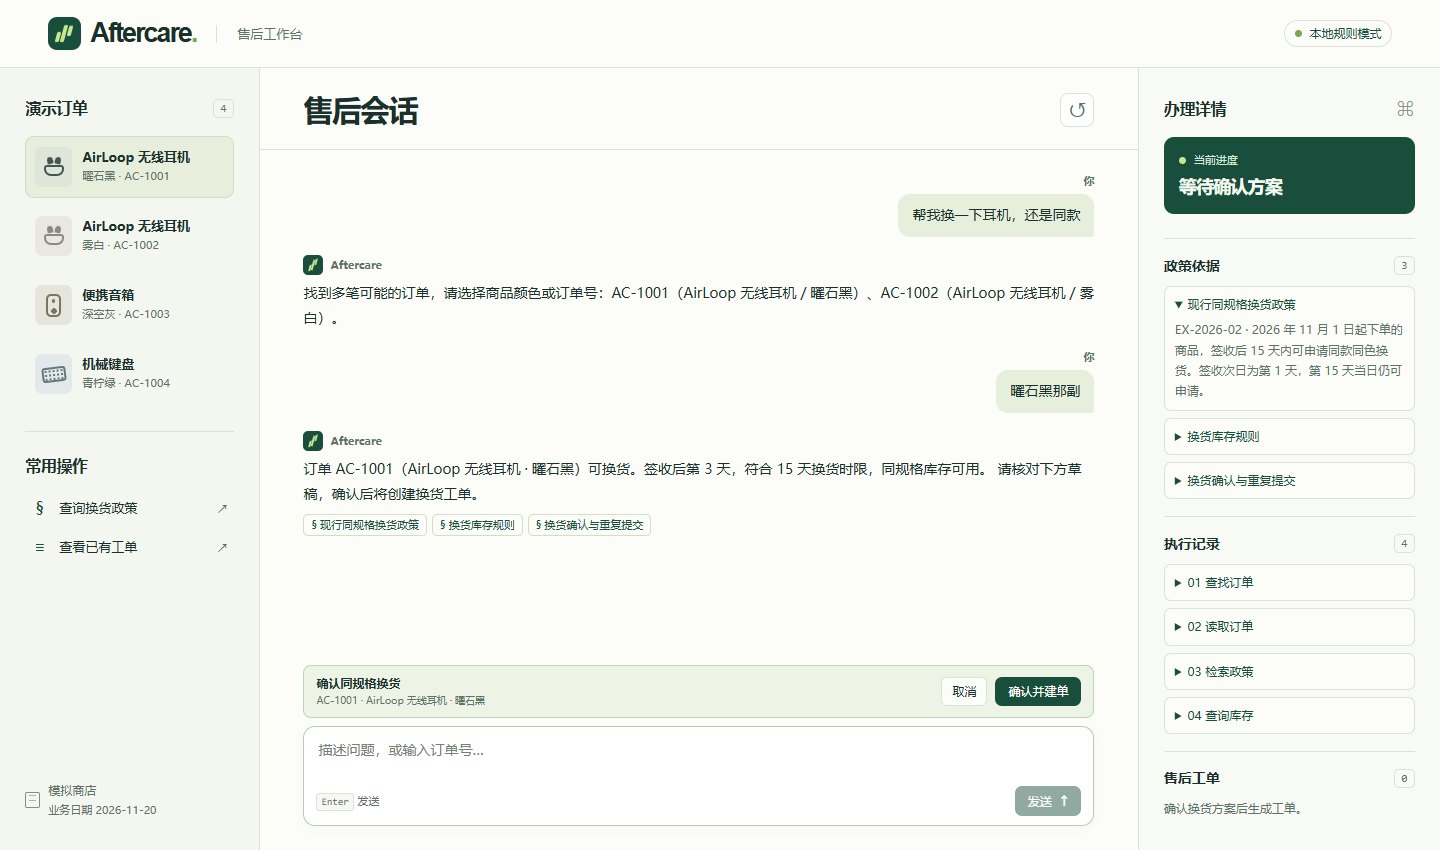 Aftercare.
售后工作台
本地规则模式
演示订单
4
AirLoop 无线耳机
曜石黑 · AC-1001
AirLoop 无线耳机
雾白 · AC-1002
便携音箱
深空灰 · AC-1003
机械键盘
青柠绿 · AC-1004
常用操作
§ 查询换货政策 ↗
≡ 查看已有工单 ↗
模拟商店
业务日期 2026-11-20
售后会话
↺
你
帮我换一下耳机，还是同款
Aftercare
找到多笔可能的订单，请选择商品颜色或订单号：AC-1001（AirLoop 无线耳机 / 曜石黑）、AC-1002（AirLoop 无线耳机 / 雾
白）。
你
曜石黑那副
Aftercare
订单 AC-1001（AirLoop 无线耳机 · 曜石黑）可换货。签收后第 3 天，符合 15 天换货时限，同规格库存可用。 请核对下方草
稿，确认后将创建换货工单。
§ 现行同规格换货政策
§ 换货库存规则
§ 换货确认与重复提交
确认同规格换货
AC-1001 · AirLoop 无线耳机 · 曜石黑
取消
确认并建单
描述问题，或输入订单号...
Enter 发送
发送 ↑
办理详情
⌘
当前进度
等待确认方案
政策依据
3
▼ 现行同规格换货政策
EX-2026-02 · 2026 年 11 月 1 日起下单的
商品，签收后 15 天内可申请同款同色换
货。签收次日为第 1 天，第 15 天当日仍可
申请。
▶ 换货库存规则
▶ 换货确认与重复提交
执行记录
4
▶ 01 查找订单
▶ 02 读取订单
▶ 03 检索政策
▶ 04 查询库存
售后工单
0
确认换货方案后生成工单。